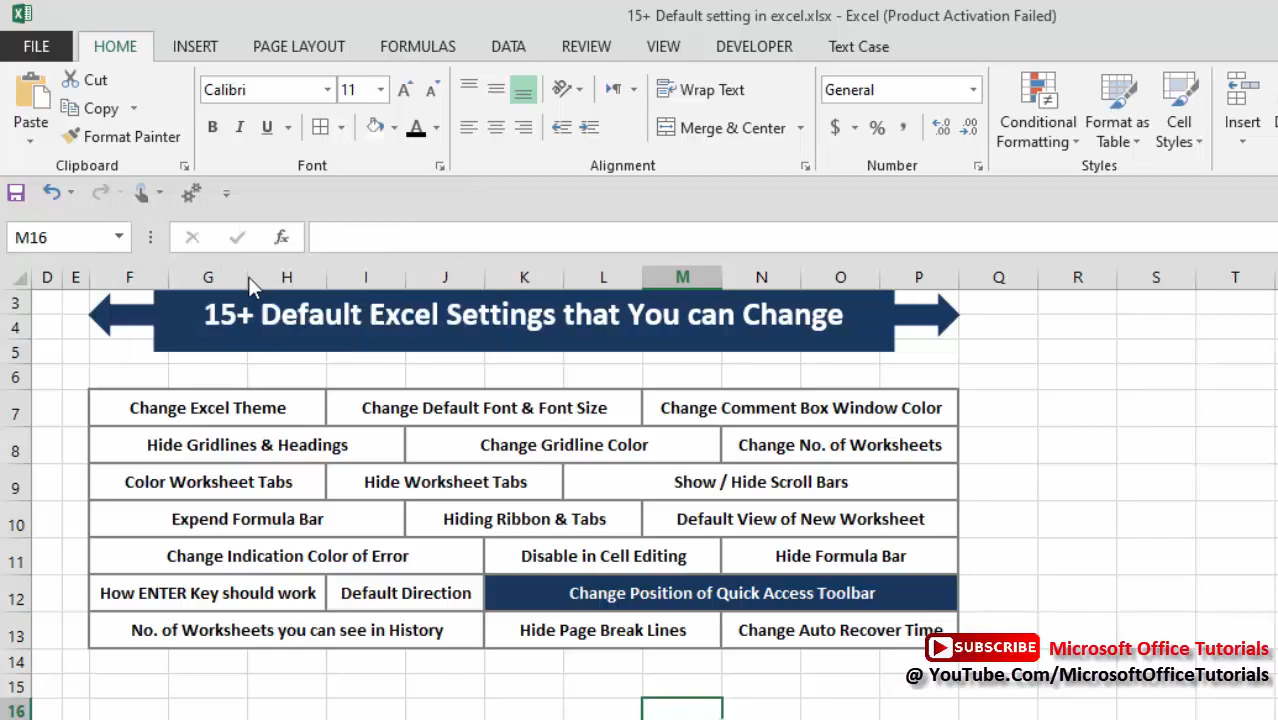 15+ Default setting in excel.xlsx - Excel (Product Activation Failed)
FILE HOME INSERT PAGE LAYOUT FORMULAS DATA REVIEW VIEW DEVELOPER Text Case
Paste
Cut
Copy
Format Painter
Clipboard
Calibri 11
B I U A
Font
Wrap Text
Merge & Center
Alignment
General
$ % ,
Number
Conditional Formatting
Format as Table
Cell Styles
Styles
Insert
M16 fx
D E F G H I J K L M N O P Q R S T
3
4
5
6
7
8
9
10
11
12
13
14
15
16
15+ Default Excel Settings that You can Change
Change Excel Theme Change Default Font & Font Size Change Comment Box Window Color
Hide Gridlines & Headings Change Gridline Color Change No. of Worksheets
Color Worksheet Tabs Hide Worksheet Tabs Show / Hide Scroll Bars
Expend Formula Bar Hiding Ribbon & Tabs Default View of New Worksheet
Change Indication Color of Error Disable in Cell Editing Hide Formula Bar
How ENTER Key should work Default Direction Change Position of Quick Access Toolbar
No. of Worksheets you can see in History Hide Page Break Lines Change Auto Recover Time
SUBSCRIBE Microsoft Office Tutorials
@ YouTube.Com/MicrosoftOfficeTutorials